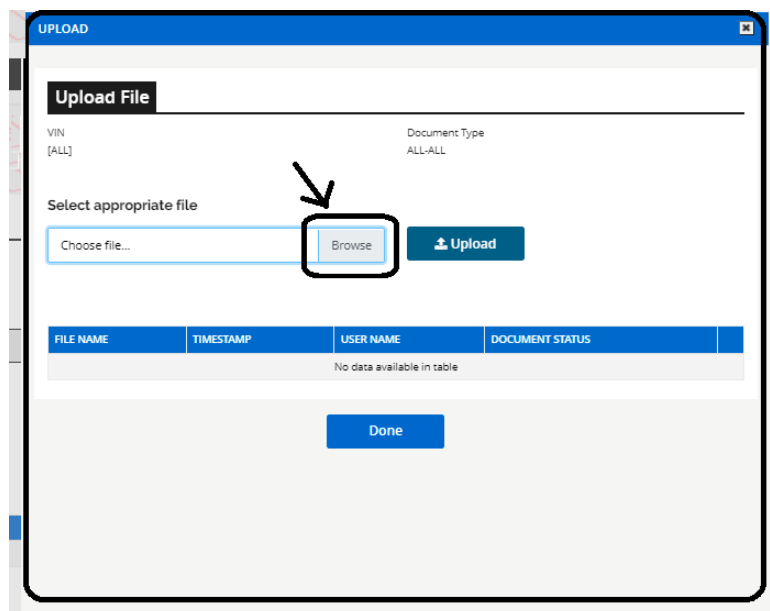 UPLOAD
Upload File
VIN
Document Type
[ALL]
ALL-ALL
Select appropriate file
Choose file...
Browse
Upload
FILE NAME TIMESTAMP USER NAME DOCUMENT STATUS
No data available in table
Done